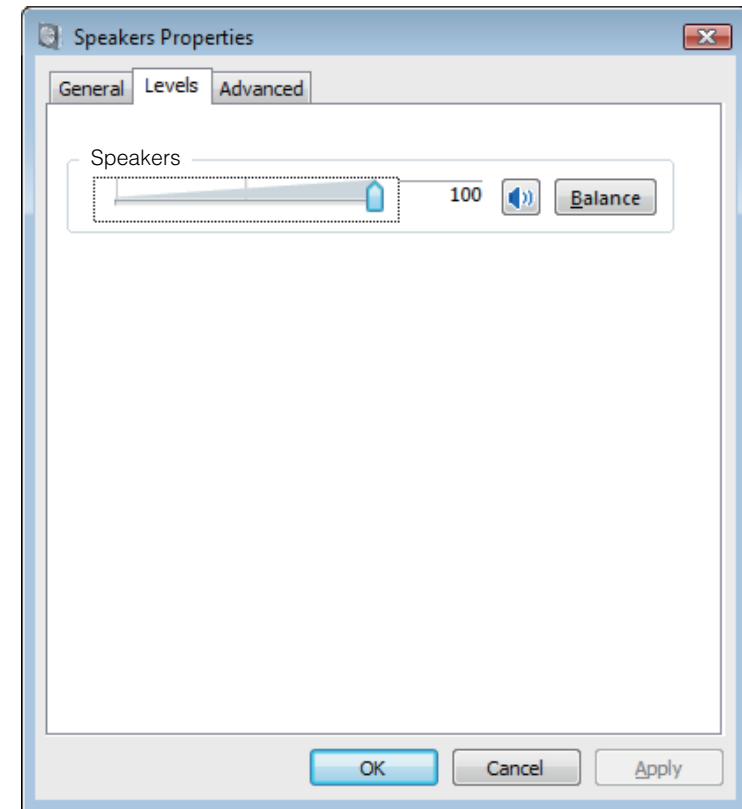 Speakers Properties
General Levels Advanced
Speakers
100 Balance
OK Cancel Apply